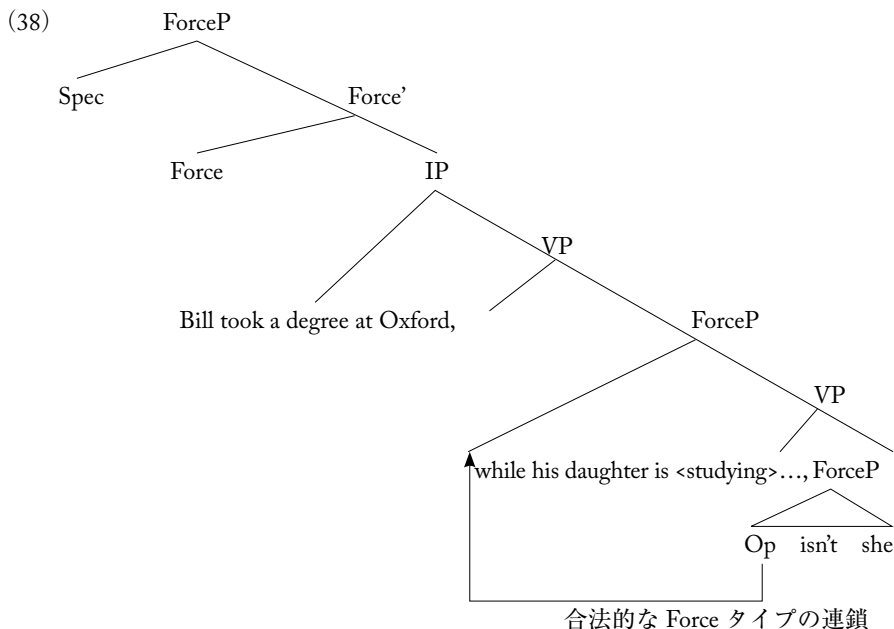 (38) ForceP
Spec Force’
Force IP
VP
Bill took a degree at Oxford, ForceP
VP
while his daughter is <studying>…, ForceP
Op isn't she
合法的な Force タイプの連鎖